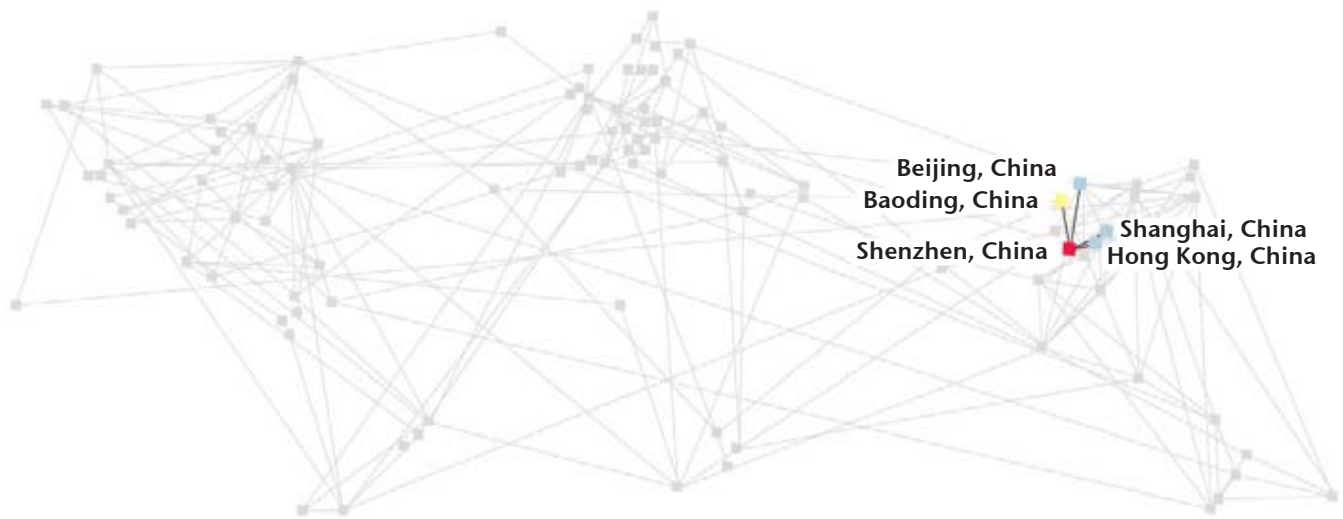 Beijing, China
Baoding, China
Shanghai, China
Shenzhen, China
Hong Kong, China